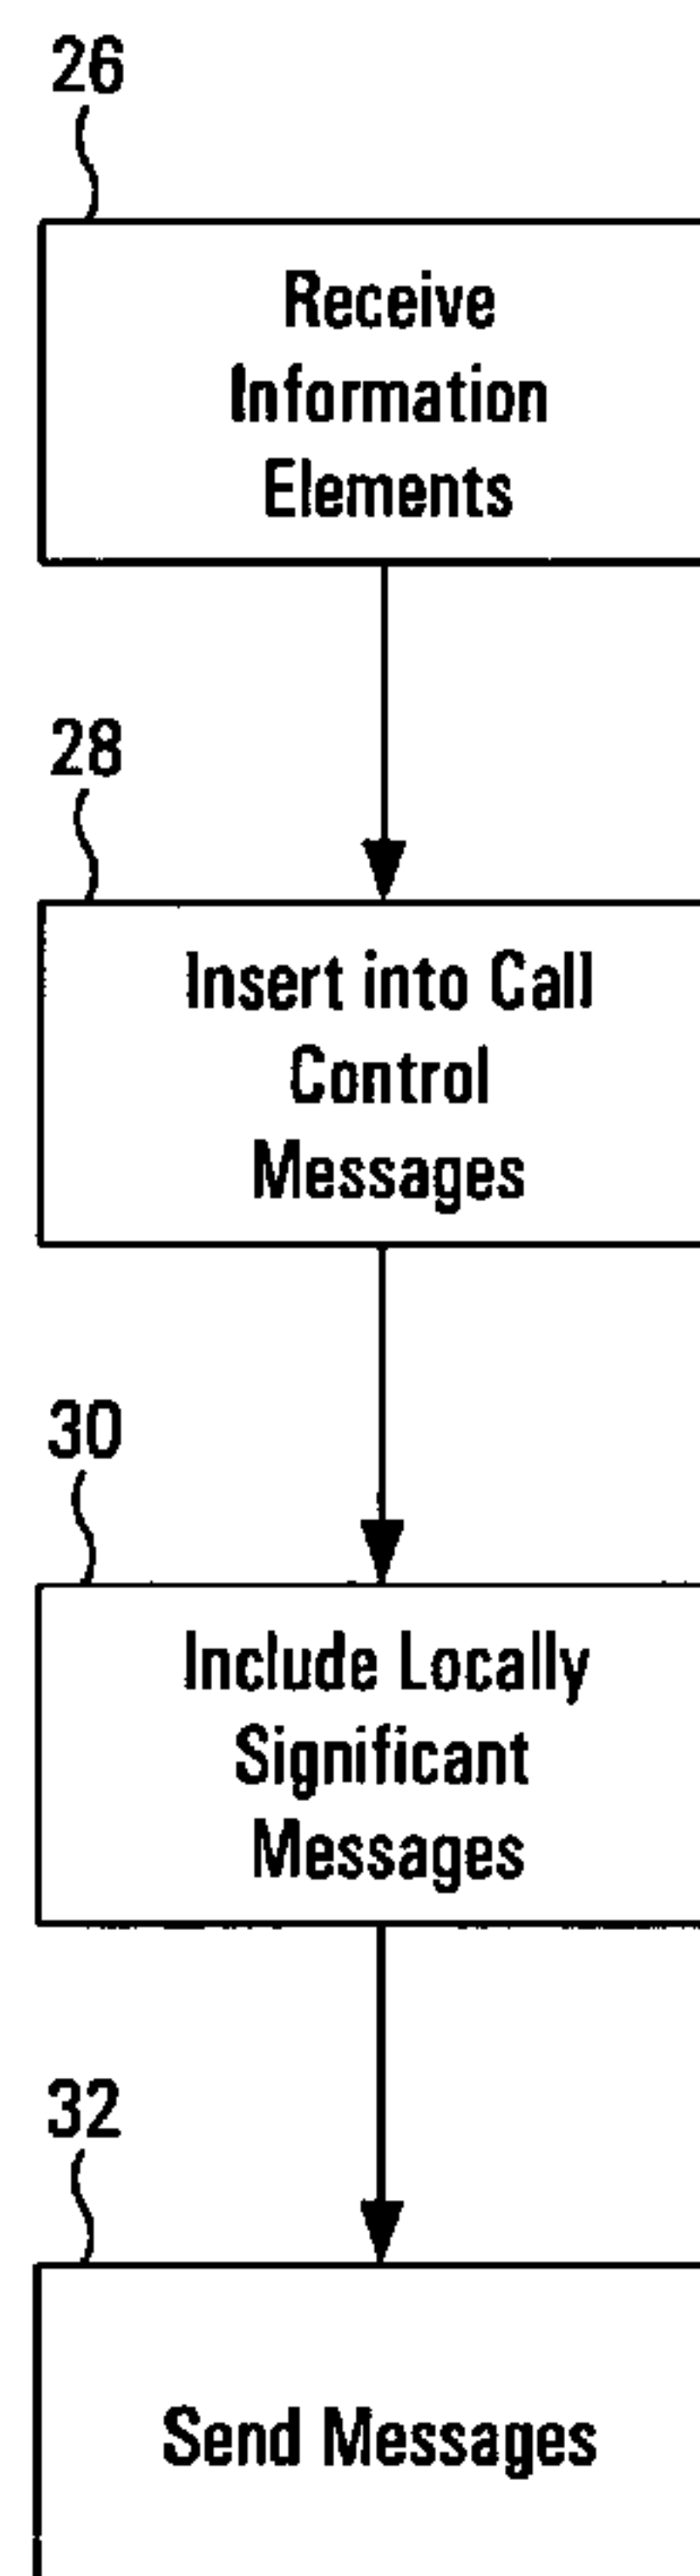 26
Receive
Information
Elements
28
Insert into Call
Control
Messages
30
Include Locally
Significant
Messages
32
Send Messages